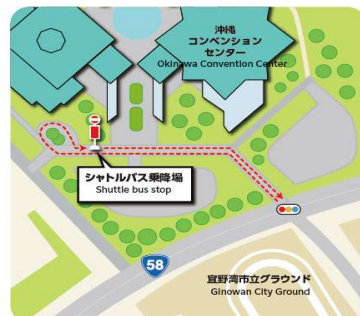 沖縄
コンベンション
センター
Okinawa Convention Center
シャトルバス乗降場
Shuttle bus stop
58
宜野湾市立グラウンド
Ginowan City Ground